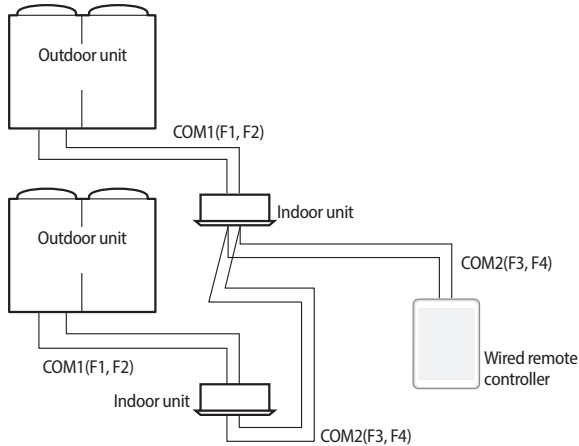 Outdoor unit
COM1(F1, F2)
Indoor unit
Outdoor unit
COM2(F3, F4)
Wired remote
controller
COM1(F1, F2)
Indoor unit
COM2(F3, F4)